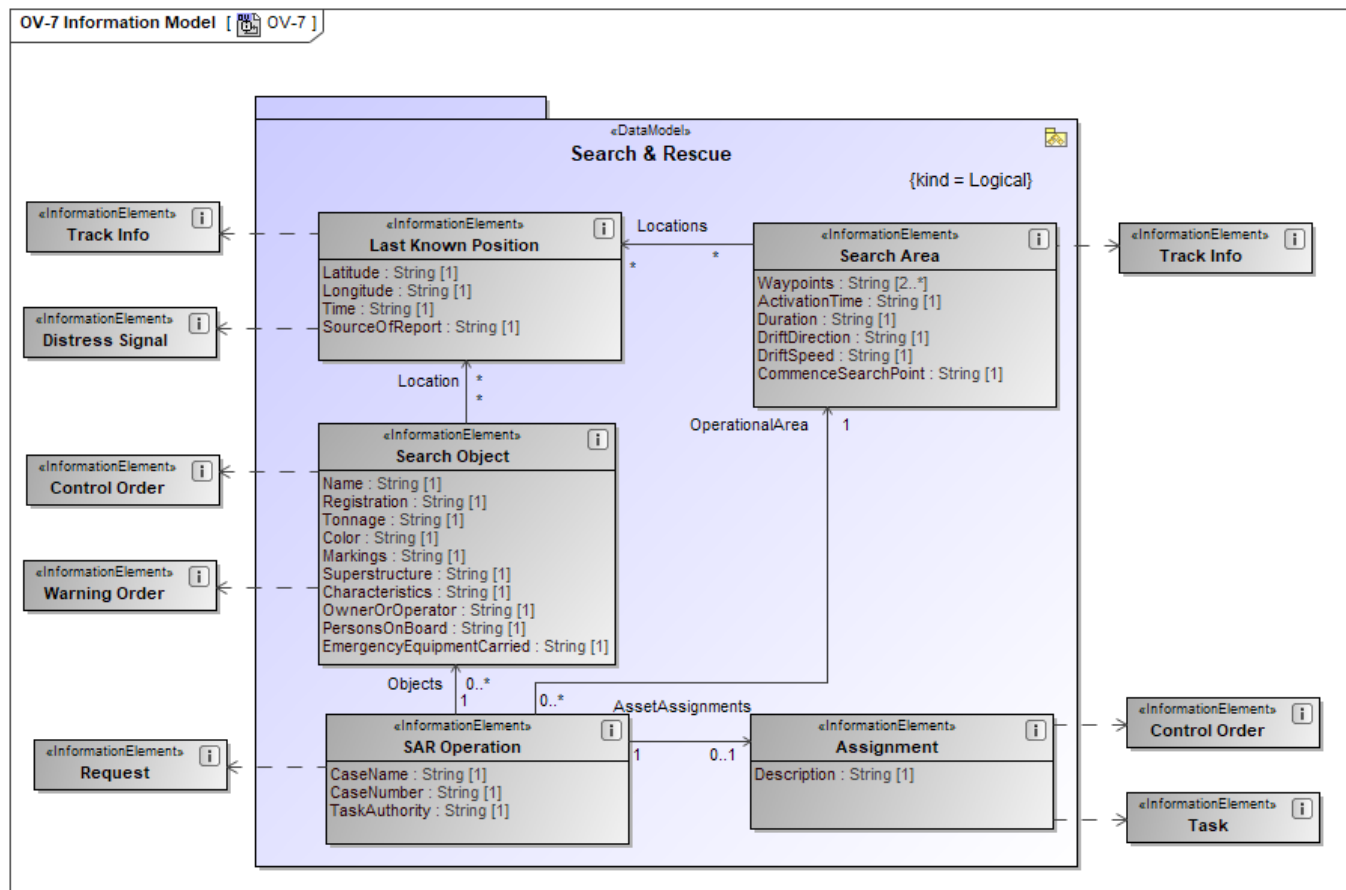 OV-7 Information Model [ OV-7 ]
«DataModel»
Search & Rescue
{kind = Logical}
«InformationElement»
Track Info
«InformationElement»
Distress Signal
«InformationElement»
Last Known Position
Latitude : String [1]
Longitude : String [1]
Time : String [1]
SourceOfReport : String [1]
Locations
*
*
«InformationElement»
Search Area
Waypoints : String [2..*]
ActivationTime : String [1]
Duration : String [1]
DriftDirection : String [1]
DriftSpeed : String [1]
CommenceSearchPoint : String [1]
«InformationElement»
Track Info
Location
*
*
OperationalArea
1
«InformationElement»
Control Order
«InformationElement»
Warning Order
«InformationElement»
Search Object
Name : String [1]
Registration : String [1]
Tonnage : String [1]
Color : String [1]
Markings : String [1]
Superstructure : String [1]
Characteristics : String [1]
OwnerOrOperator : String [1]
PersonsOnBoard : String [1]
EmergencyEquipmentCarried : String [1]
Objects
0..*
1
0..*
AssetAssignments
1
0..1
«InformationElement»
Request
«InformationElement»
SAR Operation
CaseName : String [1]
CaseNumber : String [1]
TaskAuthority : String [1]
«InformationElement»
Assignment
Description : String [1]
«InformationElement»
Control Order
«InformationElement»
Task